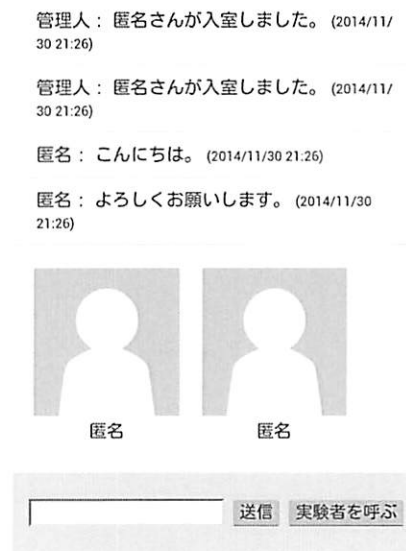 管理人： 匿名さんが入室しました。 (2014/11/
30 21:26)
管理人： 匿名さんが入室しました。 (2014/11/
30 21:26)
匿名： こんにちは。 (2014/11/30 21:26)
匿名： よろしくお願いします。 (2014/11/30
21:26)
匿名 匿名
送信 実験者を呼ぶ